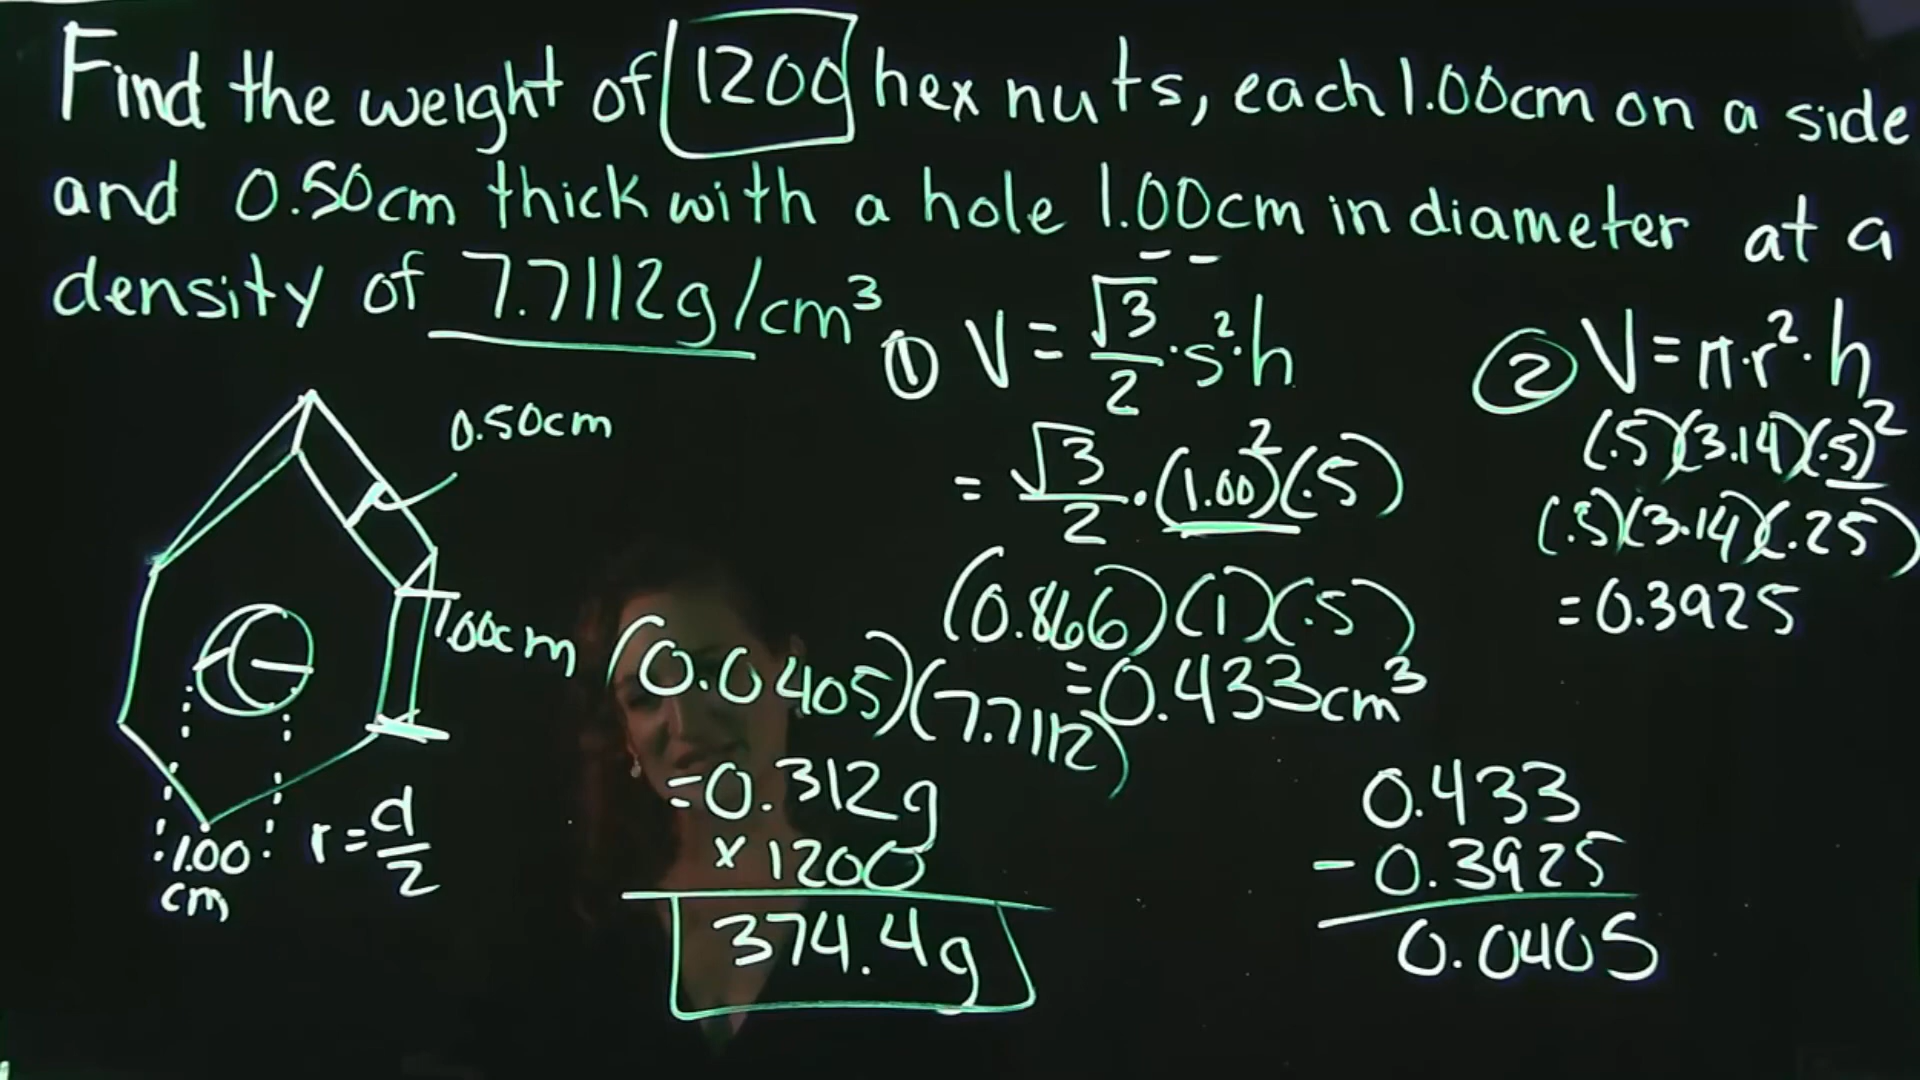 Find the weight of 1200 hex nuts, each 1.00cm on a side
and 0.50cm thick with a hole 1.00cm in diameter at a
density of 7.7112g/cm³
① V = √3/2 · s² · h
= √3/2 · (1.00)² (.5)
(0.866)(1)(.5)
= 0.433cm³
② V = π · r² · h
(.5)(3.14)(.5)²
(.5)(3.14)(.25)
= 0.3925
0.50cm
1.00cm
1.00
cm
r = d/2
0.433
- 0.3925
0.0405
(0.0405)(7.7112)
= 0.312g
x 1200
374.4g